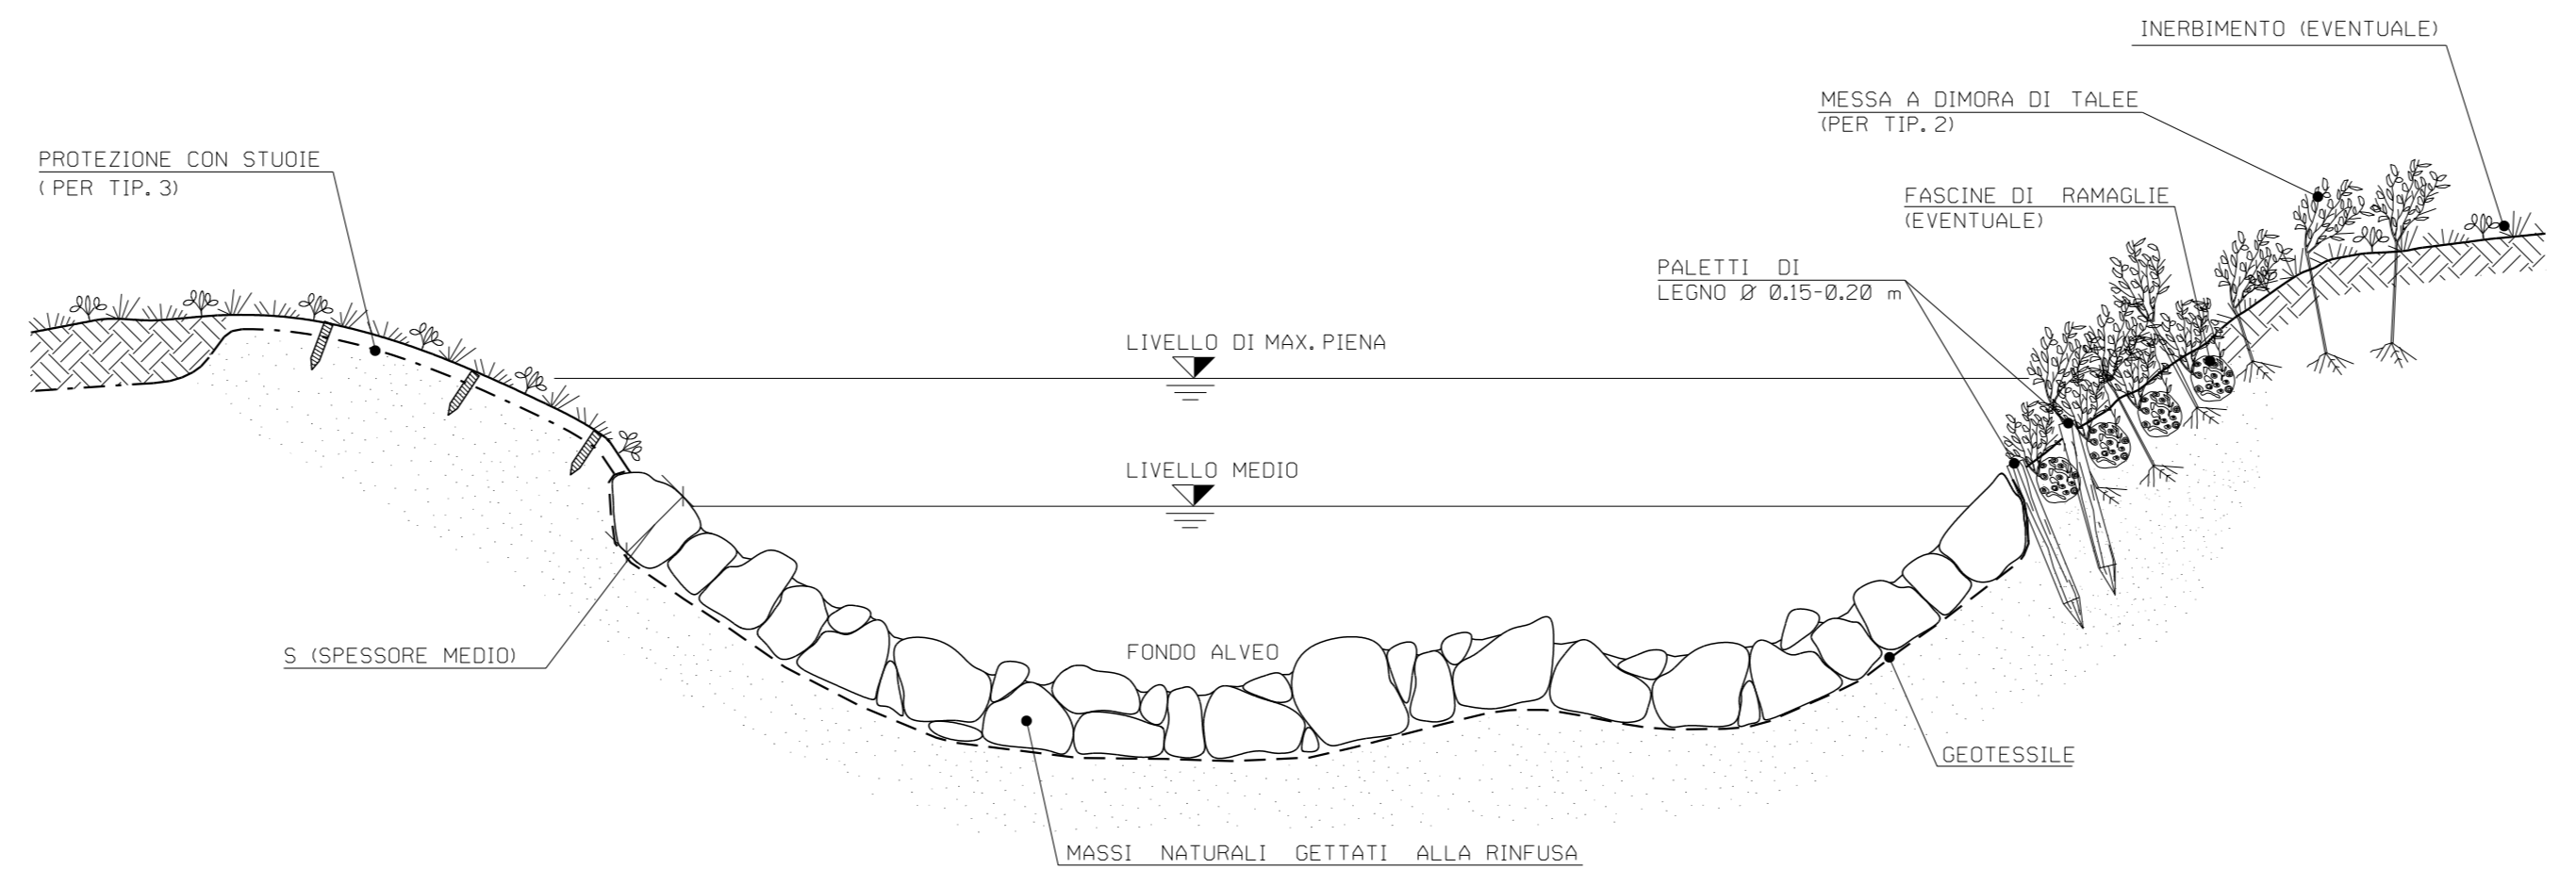 INERBIMENTO (EVENTUALE)
MESSA A DIMORA DI TALEE
(PER TIP. 2)
PROTEZIONE CON STUOIE
( PER TIP. 3)
FASCINE DI RAMAGLIE
(EVENTUALE)
PALETTI DI
LEGNO Ø 0.15-0.20 m
LIVELLO DI MAX. PIENA
LIVELLO MEDIO
S (SPESSORE MEDIO)
FONDO ALVEO
GEOTESSILE
MASSI NATURALI GETTATI ALLA RINFUSA